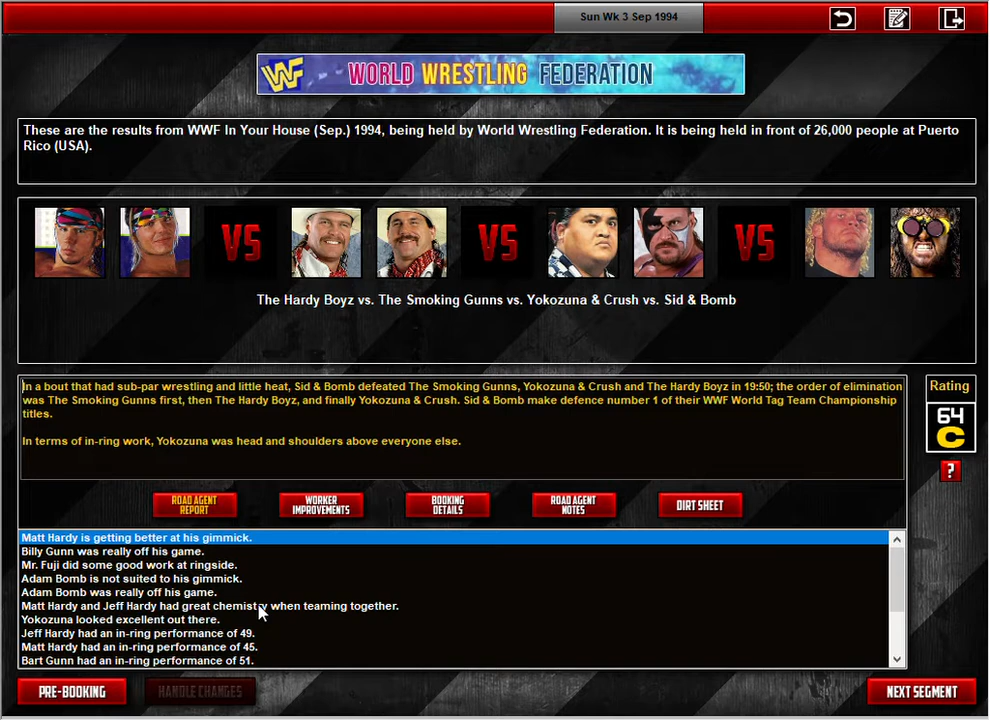 Sun Wk 3 Sep 1994
WORLD WRESTLING FEDERATION
These are the results from WWF In Your House (Sep.) 1994, being held by World Wrestling Federation. It is being held in front of 26,000 people at Puerto
Rico (USA).
VS VS VS
The Hardy Boyz vs. The Smoking Gunns vs. Yokozuna & Crush vs. Sid & Bomb
In a bout that had sub-par wrestling and little heat, Sid & Bomb defeated The Smoking Gunns, Yokozuna & Crush and The Hardy Boyz in 19:50; the order of elimination
was The Smoking Gunns first, then The Hardy Boyz, and finally Yokozuna & Crush. Sid & Bomb make defence number 1 of their WWF World Tag Team Championship
titles.
In terms of in-ring work, Yokozuna was head and shoulders above everyone else.
Rating
64
C
?
ROAD AGENT REPORT
WORKER IMPROVEMENTS
BOOKING DETAILS
ROAD AGENT NOTES
DIRT SHEET
Matt Hardy is getting better at his gimmick.
Billy Gunn was really off his game.
Mr. Fuji did some good work at ringside.
Adam Bomb is not suited to his gimmick.
Adam Bomb was really off his game.
Matt Hardy and Jeff Hardy had great chemistry when teaming together.
Yokozuna looked excellent out there.
Jeff Hardy had an in-ring performance of 49.
Matt Hardy had an in-ring performance of 45.
Bart Gunn had an in-ring performance of 51.
PRE-BOOKING
HANDLE CHANGES
NEXT SEGMENT